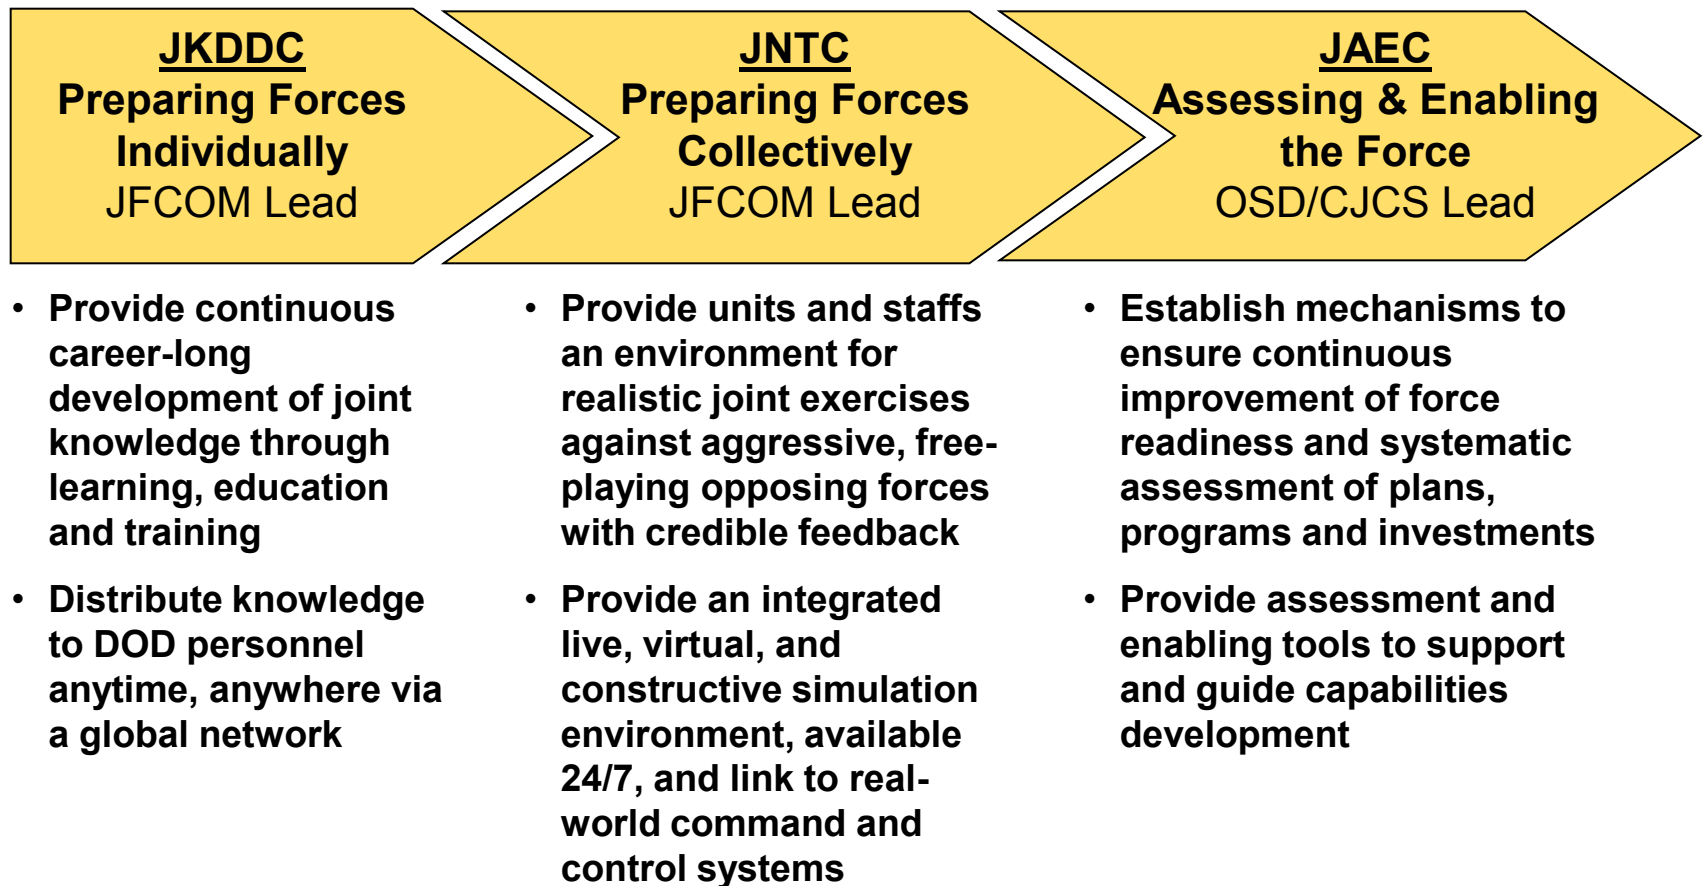 JKDDC
Preparing Forces
Individually
JFCOM Lead
JNTC
Preparing Forces
Collectively
JFCOM Lead
JAEC
Assessing & Enabling
the Force
OSD/CJCS Lead
• Provide continuous
career-long
development of joint
knowledge through
learning, education
and training
• Distribute knowledge
to DOD personnel
anytime, anywhere via
a global network
• Provide units and staffs
an environment for
realistic joint exercises
against aggressive, free-
playing opposing forces
with credible feedback
• Provide an integrated
live, virtual, and
constructive simulation
environment, available
24/7, and link to real-
world command and
control systems
• Establish mechanisms to
ensure continuous
improvement of force
readiness and systematic
assessment of plans,
programs and investments
• Provide assessment and
enabling tools to support
and guide capabilities
development